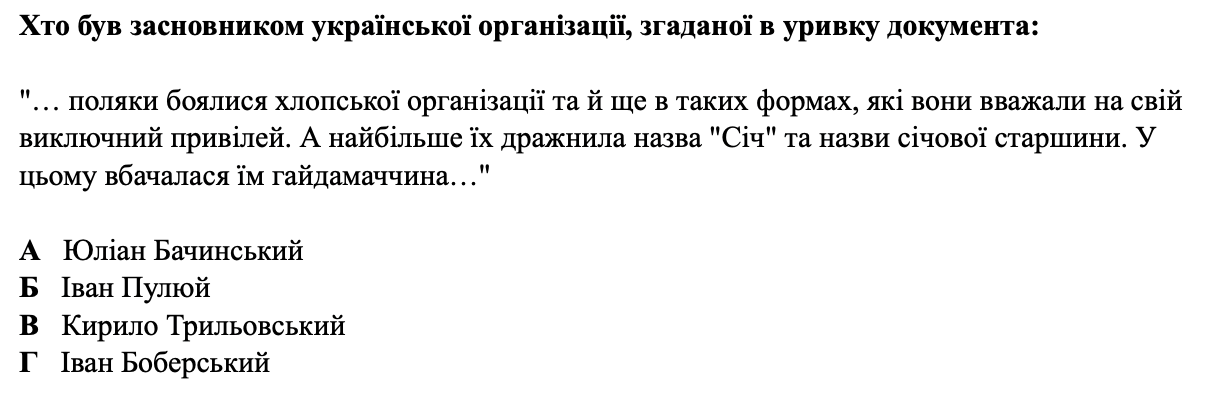 Хто був засновником української організації, згаданої в уривку документа:
"… поляки боялися хлопської організації та й ще в таких формах, які вони вважали на свій
виключний привілей. А найбільше їх дражнила назва "Січ" та назви січової старшини. У
цьому вбачалася їм гайдамаччина…"
А Юліан Бачинський
Б Іван Пулюй
В Кирило Трильовський
Г Іван Боберський